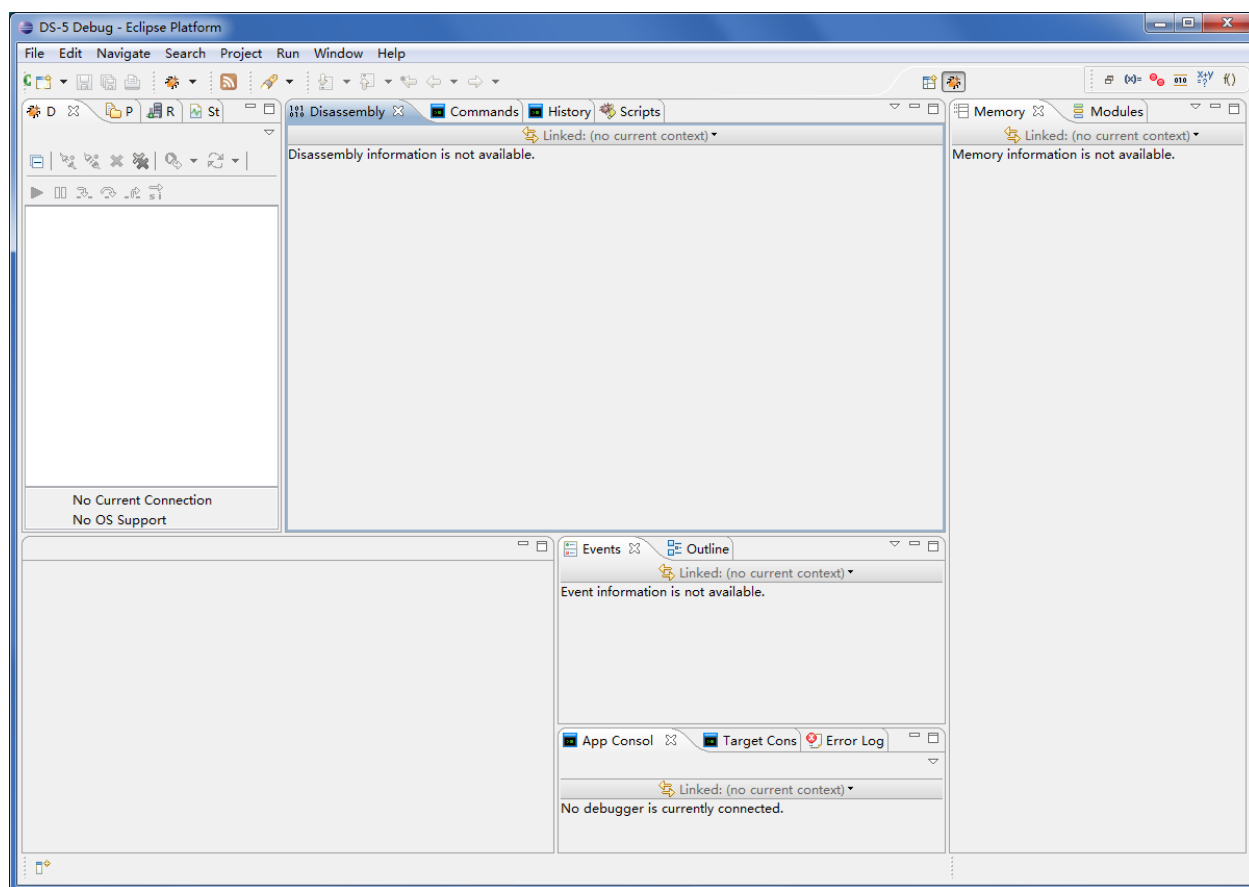 DS-5 Debug - Eclipse Platform
File Edit Navigate Search Project Run Window Help
D P R St
Disassembly Commands History Scripts
Memory Modules
Linked: (no current context)
Linked: (no current context)
Disassembly information is not available.
Memory information is not available.
No Current Connection
No OS Support
Events Outline
Linked: (no current context)
Event information is not available.
App Consol Target Cons Error Log
Linked: (no current context)
No debugger is currently connected.